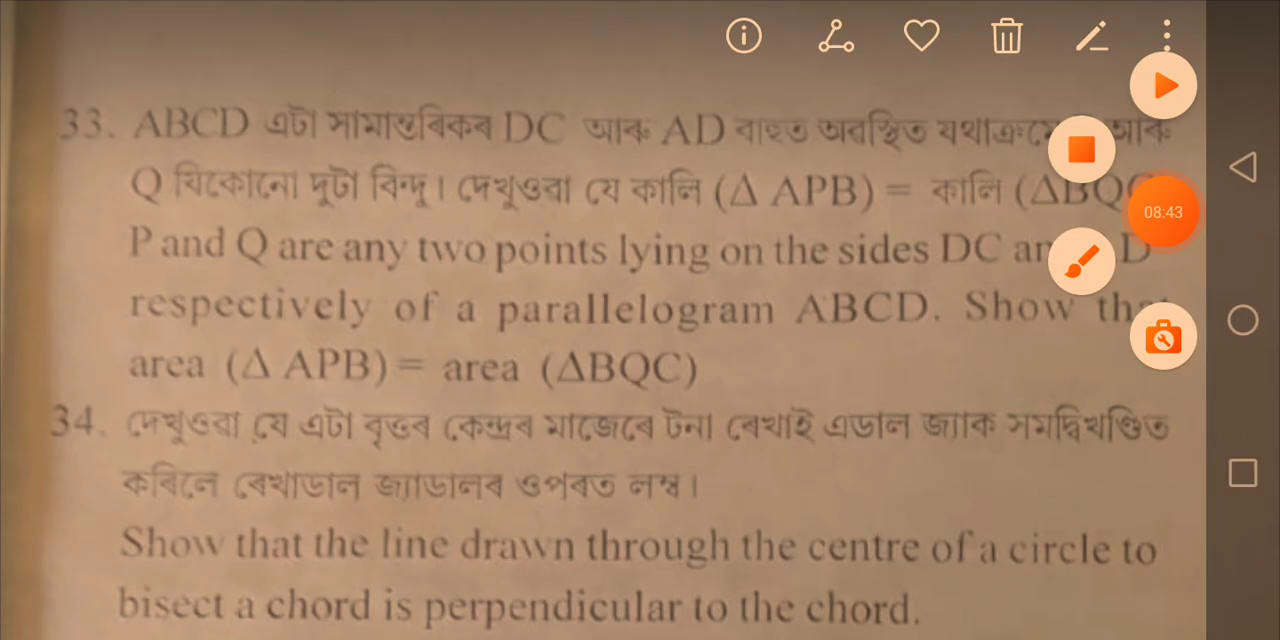 33. ABCD এটা সামান্তৰিকৰ DC আৰু AD বাহুত অৱস্থিত আৰু
Q যিকোনো দুটা বিন্দু। দেখুওৱা যে কালি (Δ APB) = কালি (ΔBQC
P and Q are any two points lying on the sides DC D
respectively of a parallelogram ABCD. Show
area (Δ APB) = area (ΔBQC)
34. দেখুওৱা যে এটা বৃত্তৰ কেন্দ্ৰৰ মাজেৰে টনা ৰেখাই এডাল জ্যাক সমদ্বিখণ্ডিত
কৰিলে ৰেখাডাল জ্যাডালৰ ওপৰত লম্ব।
Show that the line drawn through the centre of a circle to
bisect a chord is perpendicular to the chord.
08:43